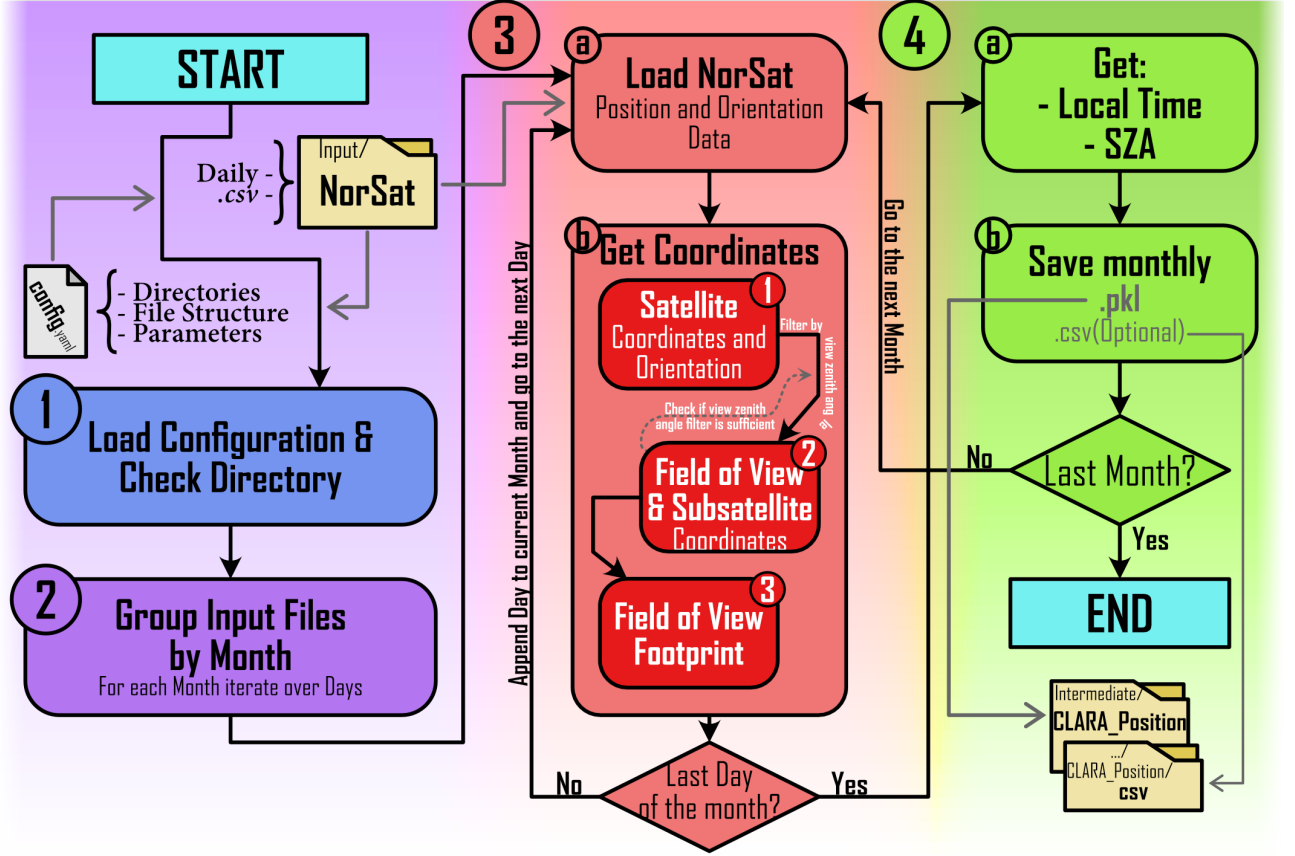 START
Input/
NorSat
Daily -
.csv -
config.yaml
- Directories
- File Structure
- Parameters
1
Load Configuration &
Check Directory
2
Group Input Files
by Month
For each Month iterate over Days
3
a
Load NorSat
Position and Orientation
Data
b
Get Coordinates
1
Satellite
Coordinates and
Orientation
Filter by
view zenith ang le
Check if view zenith
angle filter is sufficient
2
Field of View
& Subsatellite
Coordinates
3
Field of View
Footprint
Append Day to current Month and go to the next Day
Last Day
of the month?
No
Yes
4
a
Get:
- Local Time
- SZA
b
Save monthly
.pkl
.csv(Optional)
Go to the next Month
Last Month?
No
Yes
END
Intermediate/
CLARA_Position
.../
CLARA_Position/
csv